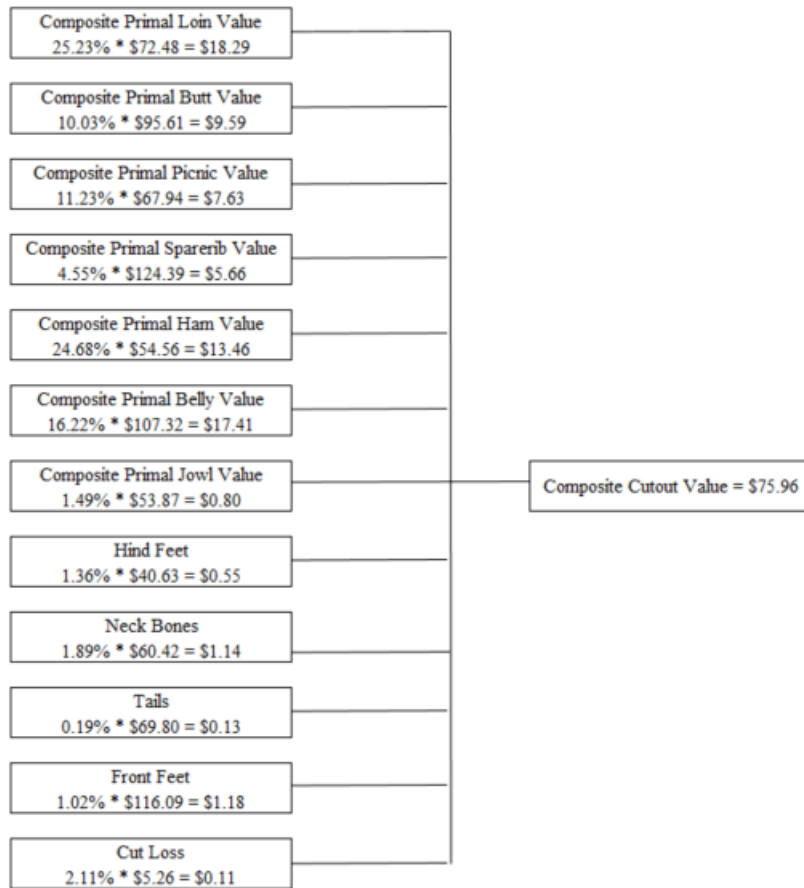 Composite Primal Loin Value
25.23% * $72.48 = $18.29
Composite Primal Butt Value
10.03% * $95.61 = $9.59
Composite Primal Picnic Value
11.23% * $67.94 = $7.63
Composite Primal Sparerib Value
4.55% * $124.39 = $5.66
Composite Primal Ham Value
24.68% * $54.56 = $13.46
Composite Primal Belly Value
16.22% * $107.32 = $17.41
Composite Primal Jowl Value
1.49% * $53.87 = $0.80
Composite Cutout Value = $75.96
Hind Feet
1.36% * $40.63 = $0.55
Neck Bones
1.89% * $60.42 = $1.14
Tails
0.19% * $69.80 = $0.13
Front Feet
1.02% * $116.09 = $1.18
Cut Loss
2.11% * $5.26 = $0.11